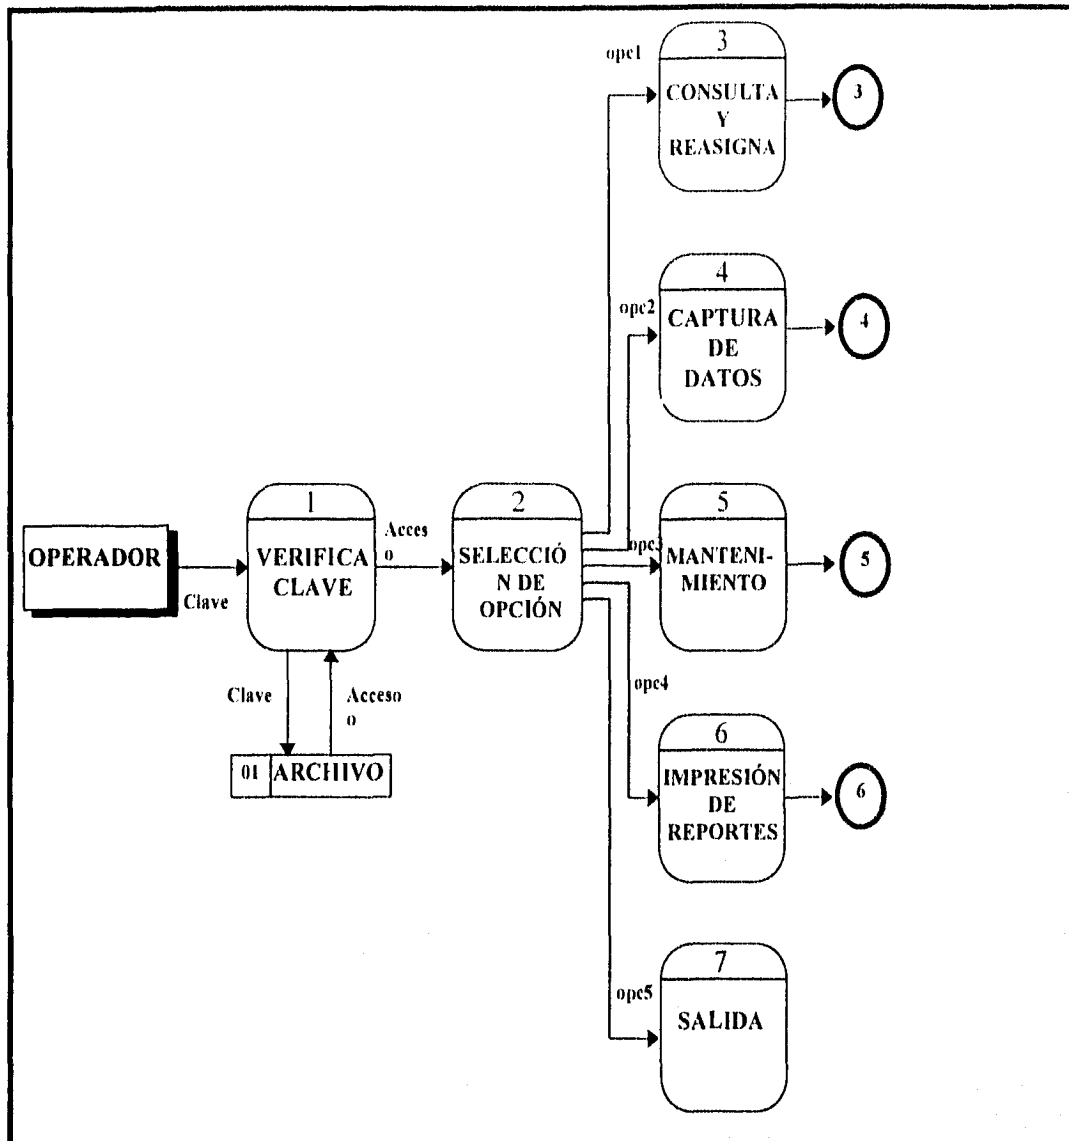 opc1
3
CONSULTA
Y
REASIGNA
3
opc2
4
CAPTURA
DE
DATOS
4
OPERADOR
Clave
1
VERIFICA
CLAVE
Acces
o
2
SELECCIÓ
N DE
OPCIÓN
opc3
5
MANTENI-
MIENTO
5
Clave
Acceso
o
01 ARCHIVO
opc4
6
IMPRESIÓN
DE
REPORTES
6
opc5
7
SALIDA